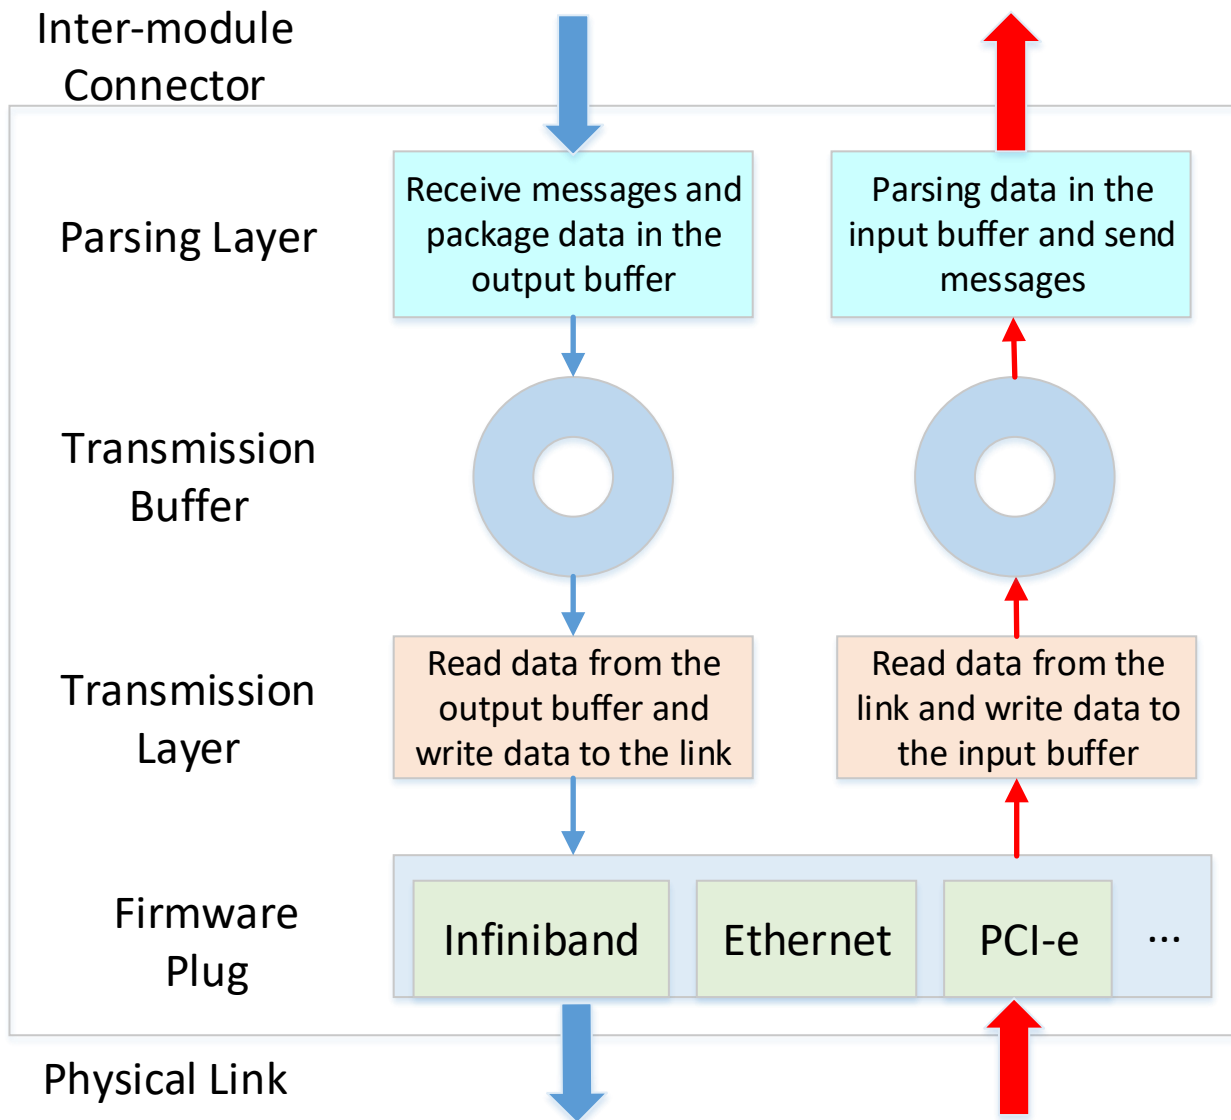 Inter-module
Connector
Parsing Layer
Receive messages and
package data in the
output buffer
Parsing data in the
input buffer and send
messages
Transmission
Buffer
Transmission
Layer
Read data from the
output buffer and
write data to the link
Read data from the
link and write data to
the input buffer
Firmware
Plug
Infiniband
Ethernet
PCI-e
...
Physical Link